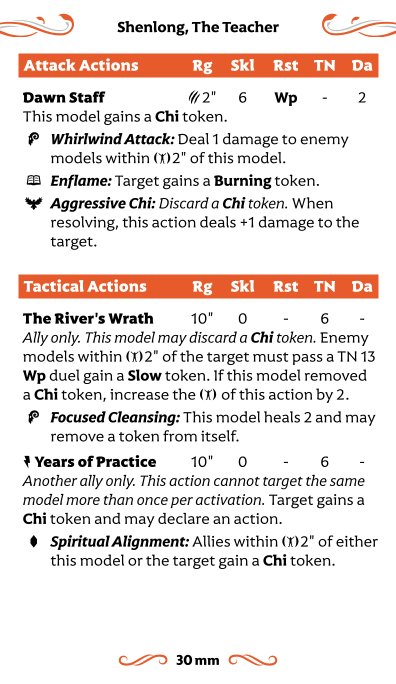 Shenlong, The Teacher
Attack Actions Rg Skl Rst TN Da
Dawn Staff 2" 6 Wp - 2
This model gains a Chi token.
Whirlwind Attack: Deal 1 damage to enemy
models within 2" of this model.
Enflame: Target gains a Burning token.
Aggressive Chi: Discard a Chi token. When
resolving, this action deals +1 damage to the
target.
Tactical Actions Rg Skl Rst TN Da
The River's Wrath 10" 0 - 6 -
Ally only. This model may discard a Chi token. Enemy
models within 2" of the target must pass a TN 13
Wp duel gain a Slow token. If this model removed
a Chi token, increase the of this action by 2.
Focused Cleansing: This model heals 2 and may
remove a token from itself.
Years of Practice 10" 0 - 6 -
Another ally only. This action cannot target the same
model more than once per activation. Target gains a
Chi token and may declare an action.
Spiritual Alignment: Allies within 2" of either
this model or the target gain a Chi token.
30 mm